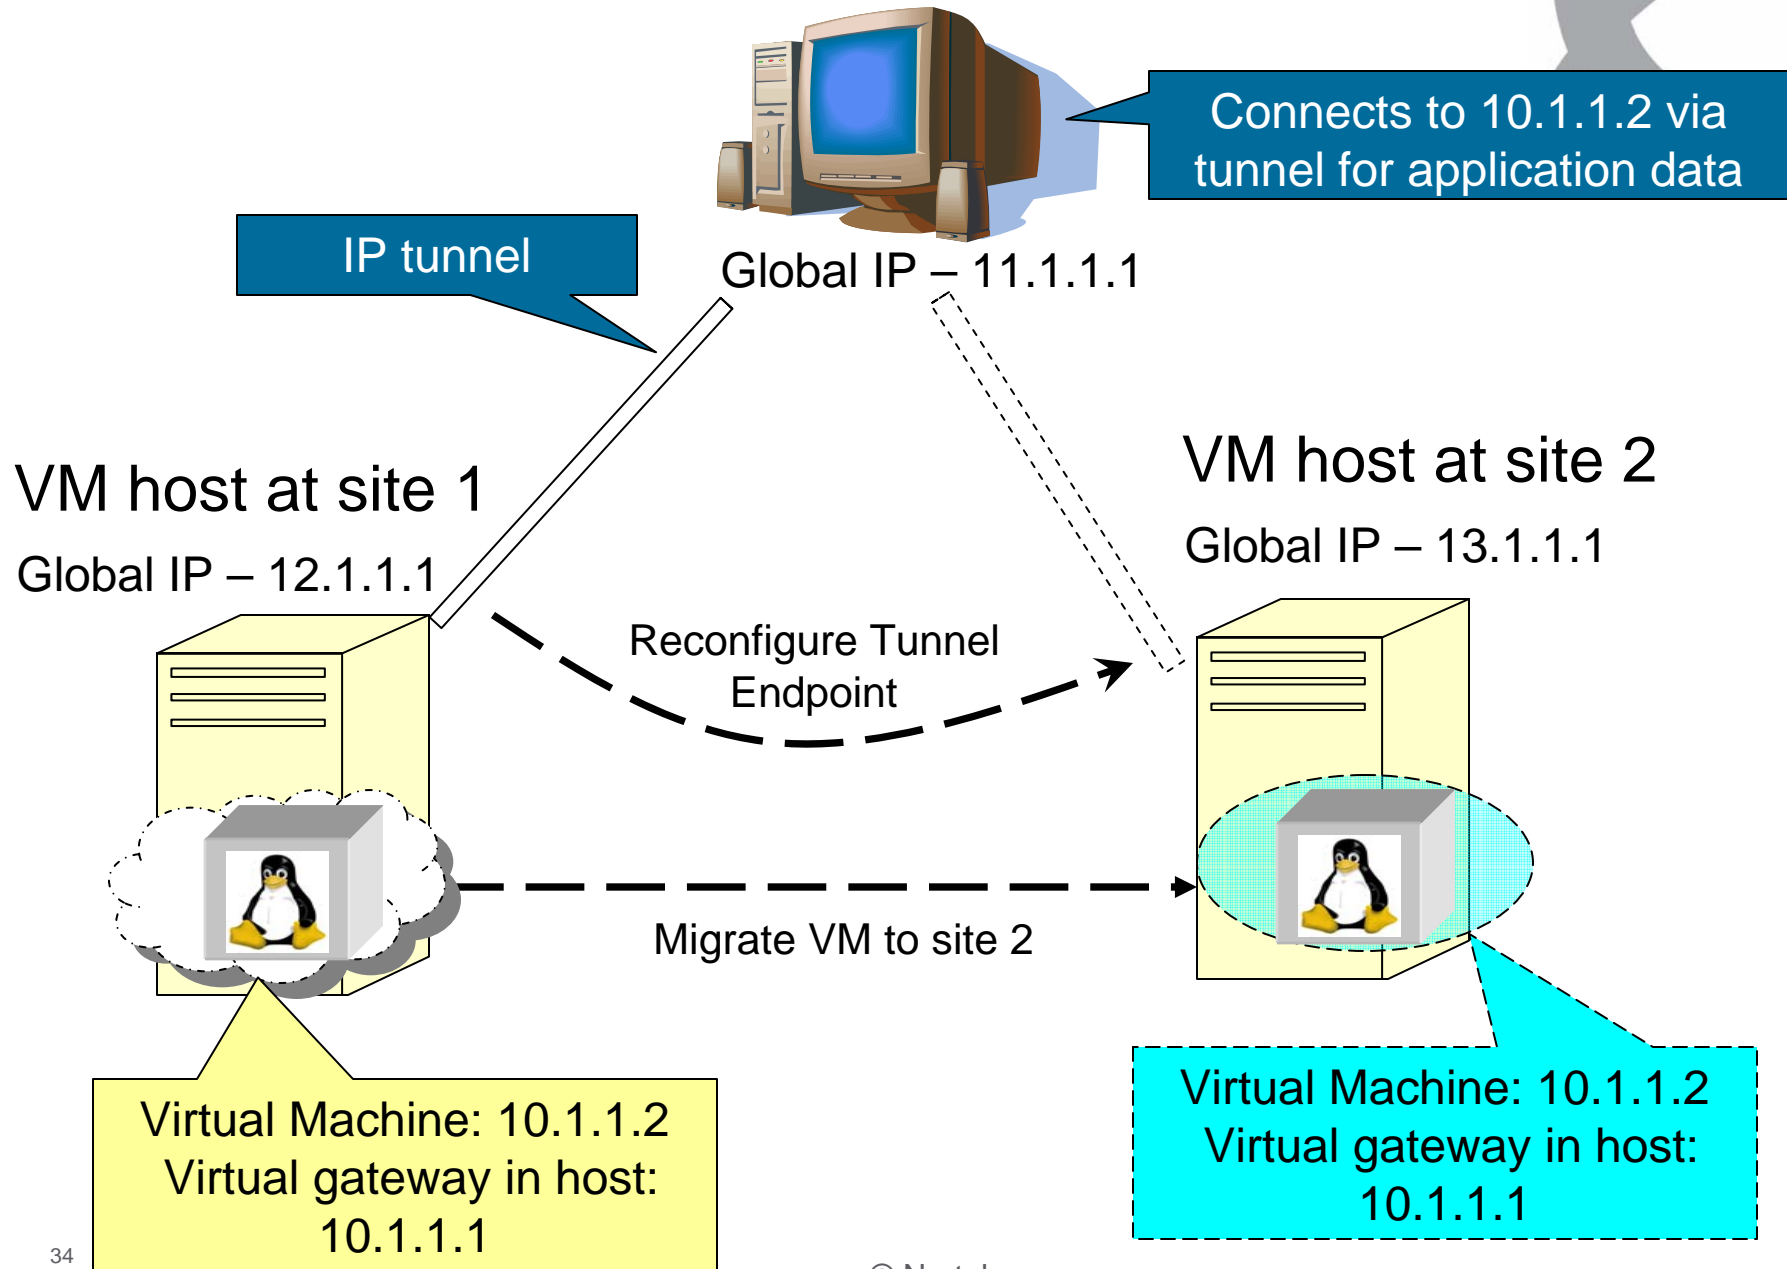 Connects to 10.1.1.2 via
tunnel for application data
IP tunnel
Global IP – 11.1.1.1
VM host at site 1
Global IP – 12.1.1.1
VM host at site 2
Global IP – 13.1.1.1
Reconfigure Tunnel
Endpoint
Migrate VM to site 2
Virtual Machine: 10.1.1.2
Virtual gateway in host:
10.1.1.1
Virtual Machine: 10.1.1.2
Virtual gateway in host:
10.1.1.1
34